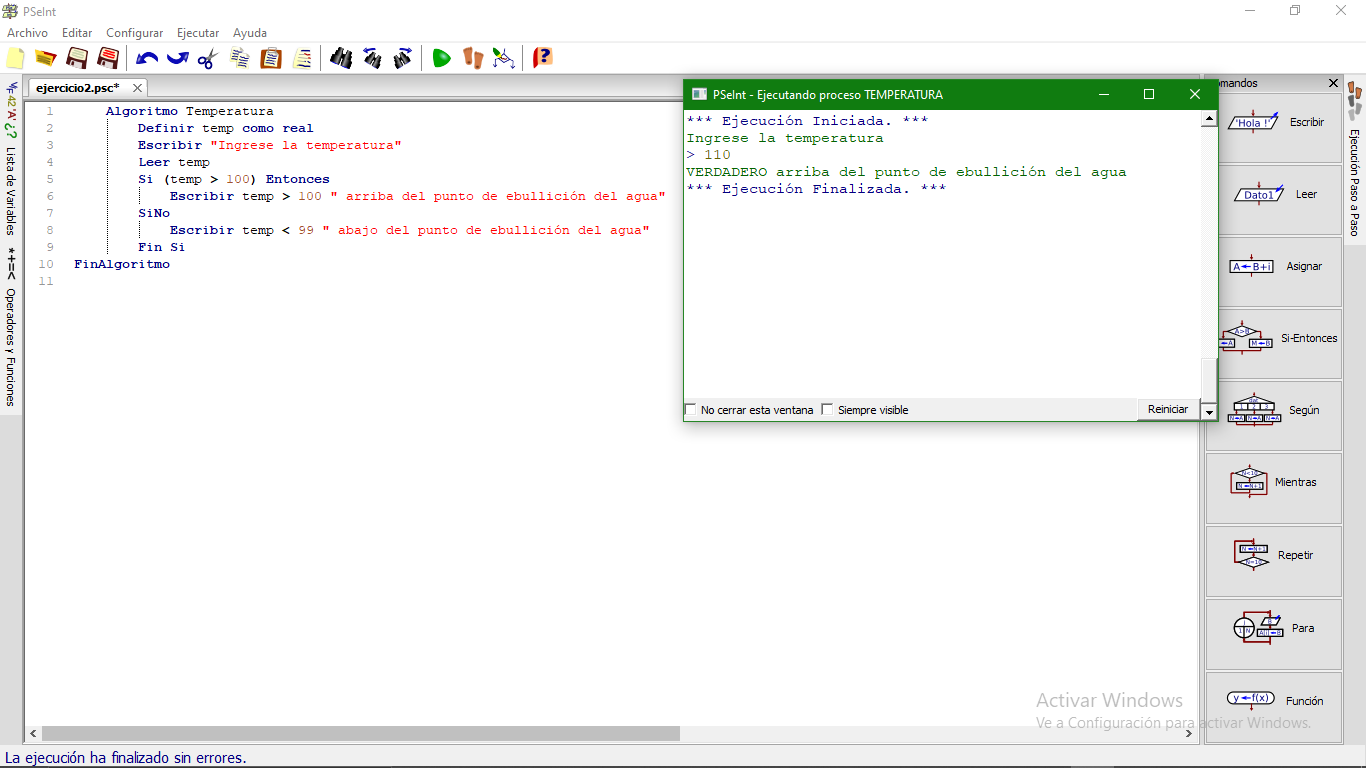 PSeInt
Archivo Editar Configurar Ejecutar Ayuda
ejercicio2.psc*
1 Algoritmo Temperatura
2 Definir temp como real
3 Escribir "Ingrese la temperatura"
4 Leer temp
5 Si (temp > 100) Entonces
6 Escribir temp > 100 " arriba del punto de ebullición del agua"
7 SiNo
8 Escribir temp < 99 " abajo del punto de ebullición del agua"
9 Fin Si
10 FinAlgoritmo
11
Lista de Variables
*+=< Operadores y Funciones
PSeInt - Ejecutando proceso TEMPERATURA
*** Ejecución Iniciada. ***
Ingrese la temperatura
> 110
VERDADERO arriba del punto de ebullición del agua
*** Ejecución Finalizada. ***
No cerrar esta ventana Siempre visible Reiniciar
omandos
'Hola !' Escribir
Dato1 Leer
A←B+i Asignar
A>B Si-Entonces
Según
Mientras
Repetir
Para
y←f(x) Función
Ejecución Paso a Paso
Activar Windows
Ve a Configuración para activar Windows.
La ejecución ha finalizado sin errores.